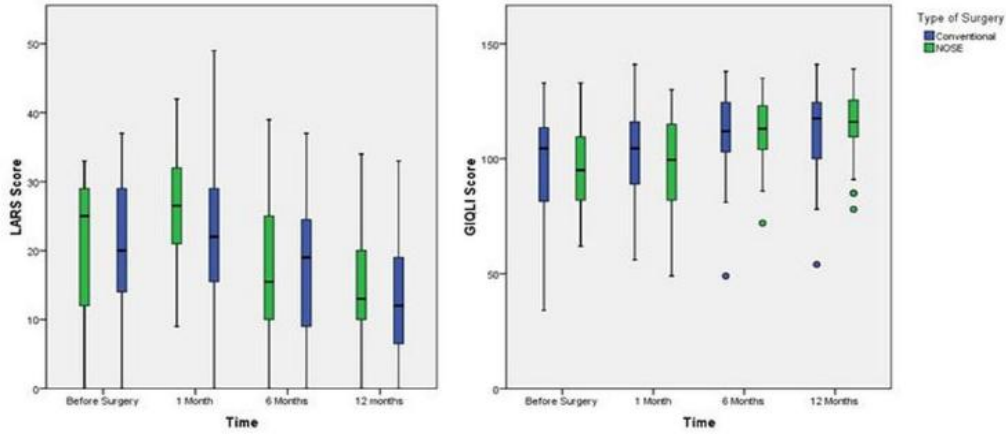 50
40
30
20
10
0
LARS Score
Before Surgery
1 Month
6 Months
12 months
Time
150
100
50
0
GIQLI Score
Before Surgery
1 Month
6 Months
12 Months
Time
Type of Surgery
Conventional
NOSE